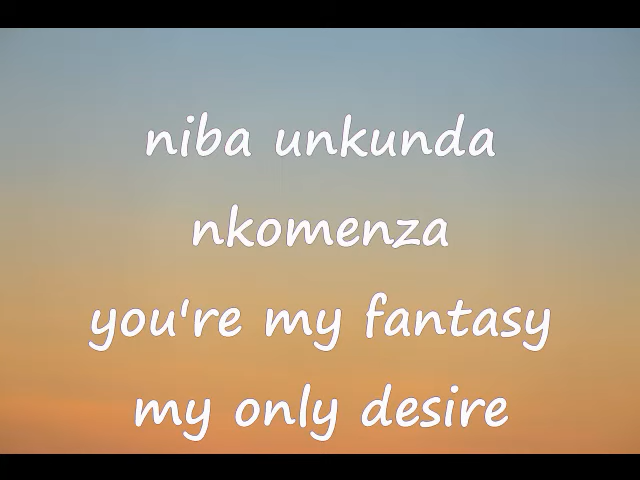 niba unkunda
nkomenza
you're my fantasy
my only desire